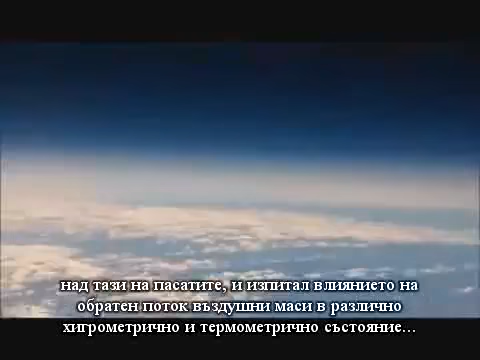 над тази на пасатите, и изпитал влиянието на
обратен поток въздушни маси в различно
хигрометрично и термометрично състояние...